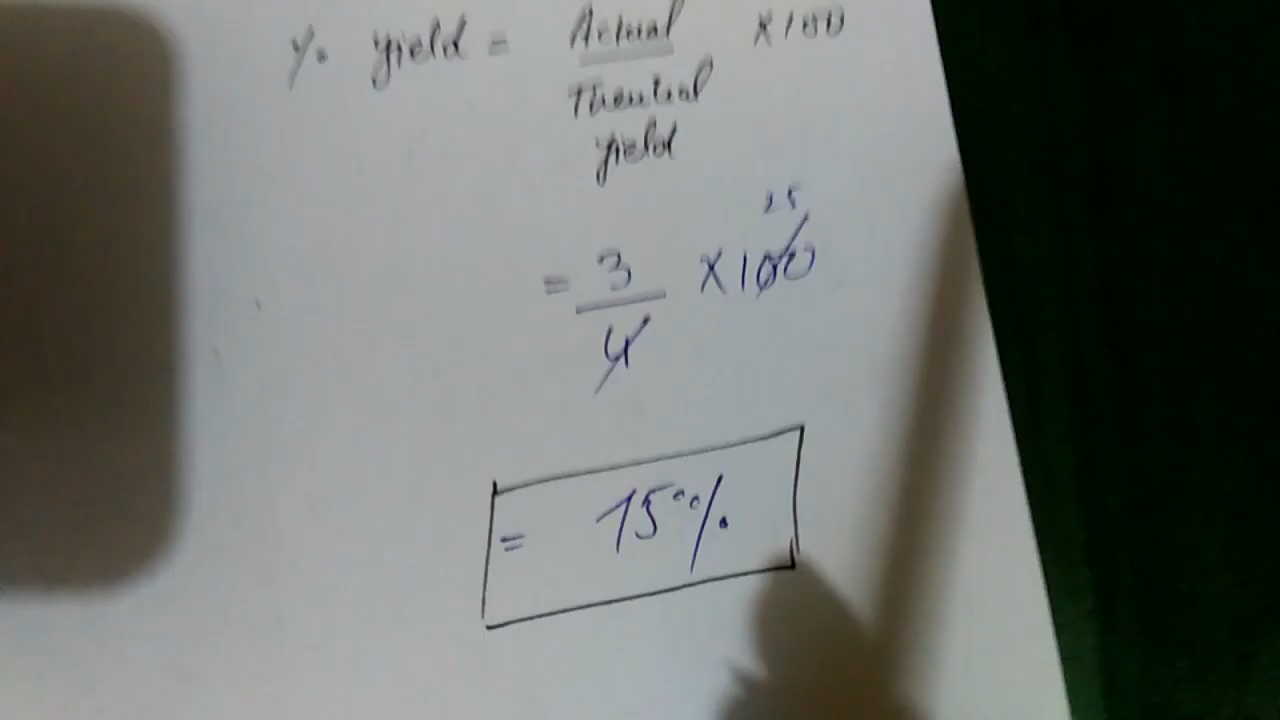 % yield = Actual × 100
Theoretical
yield
25
= 3 × 100
4
= 75 %